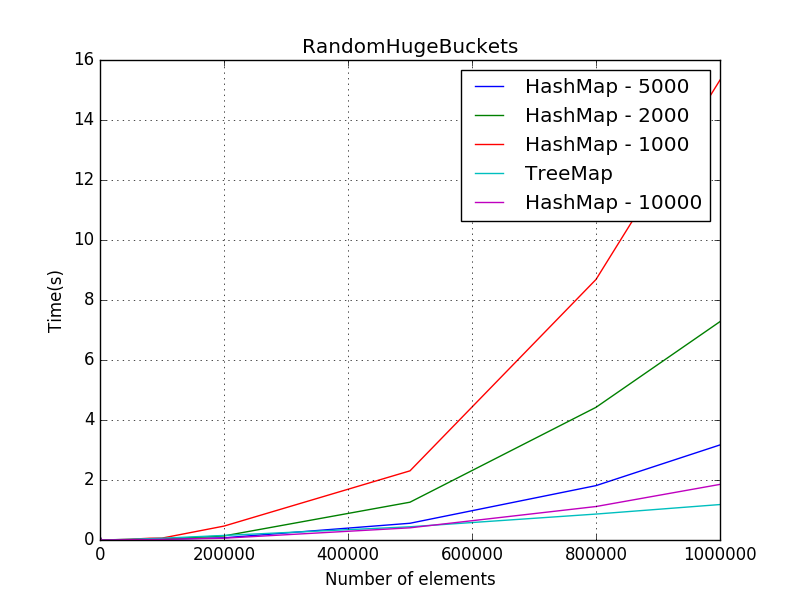 RandomHugeBuckets
HashMap - 5000
HashMap - 2000
HashMap - 1000
TreeMap
HashMap - 10000
Time(s)
16
14
12
10
8
6
4
2
0
0 200000 400000 600000 800000 1000000
Number of elements